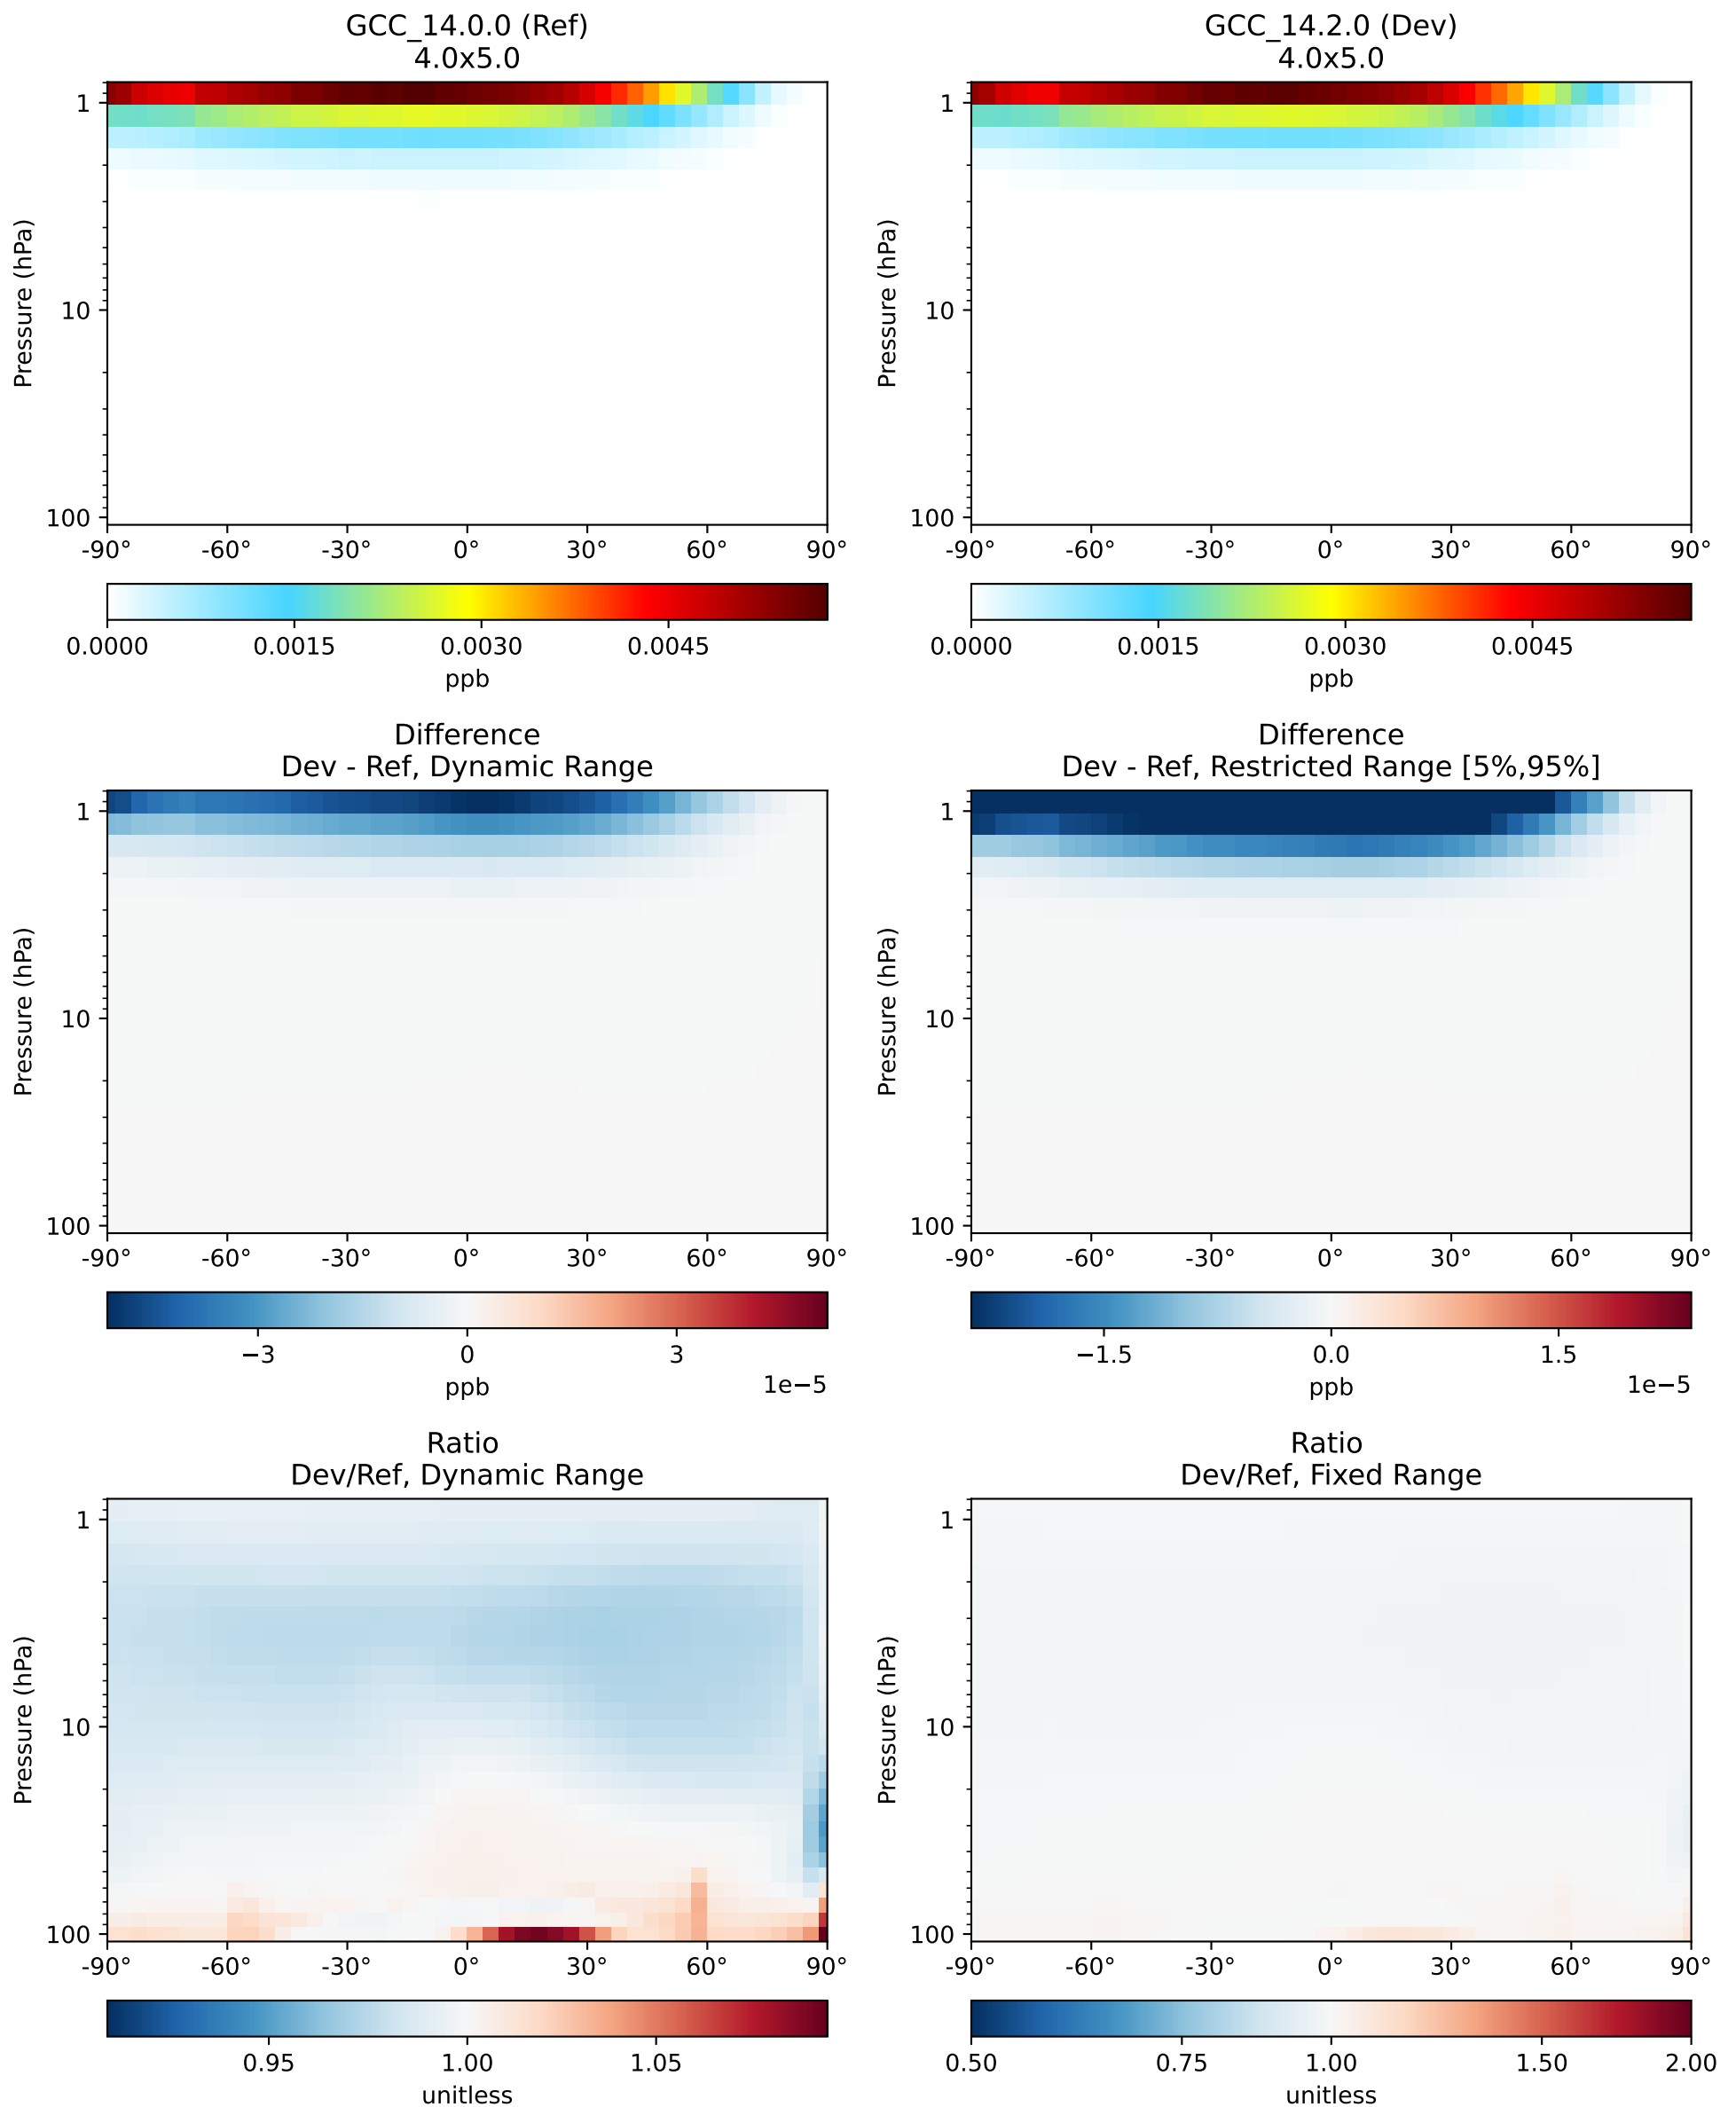 GCC_14.0.0 (Ref)
4.0x5.0
GCC_14.2.0 (Dev)
4.0x5.0
Pressure (hPa)
1
10
100
-90° -60° -30° 0° 30° 60° 90°
0.0000 0.0015 0.0030 0.0045
ppb
Pressure (hPa)
1
10
100
-90° -60° -30° 0° 30° 60° 90°
0.0000 0.0015 0.0030 0.0045
ppb
Difference
Dev - Ref, Dynamic Range
Pressure (hPa)
1
10
100
-90° -60° -30° 0° 30° 60° 90°
−3 0 3
1e−5
ppb
Difference
Dev - Ref, Restricted Range [5%,95%]
Pressure (hPa)
1
10
100
-90° -60° -30° 0° 30° 60° 90°
−1.5 0.0 1.5
1e−5
ppb
Ratio
Dev/Ref, Dynamic Range
Pressure (hPa)
1
10
100
-90° -60° -30° 0° 30° 60° 90°
0.95 1.00 1.05
unitless
Ratio
Dev/Ref, Fixed Range
Pressure (hPa)
1
10
100
-90° -60° -30° 0° 30° 60° 90°
0.50 0.75 1.00 1.50 2.00
unitless